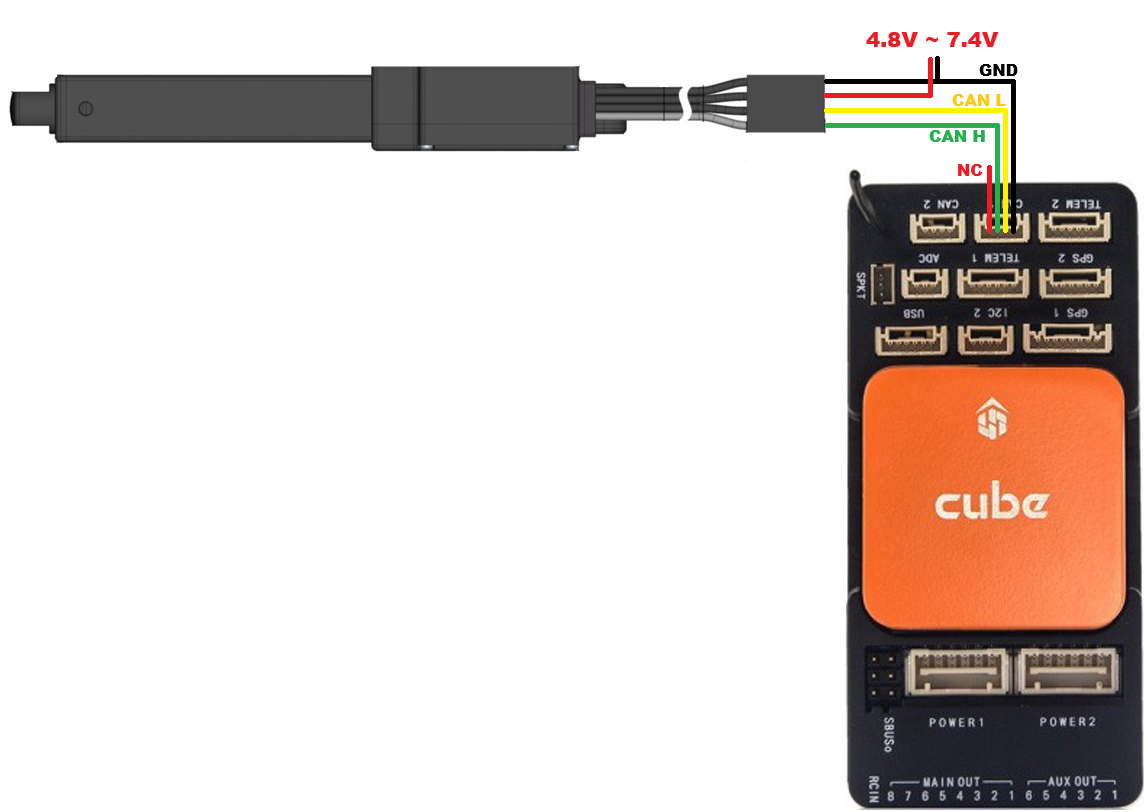 4.8V ~ 7.4V
GND
CAN L
CAN H
NC
CAN 2
TELEM 2
ADC
TELEM 1
GPS 2
SPKT
USB
I2C 2
GPS 1
cube
POWER1
POWER2
SBUSo
RCIN
MAIN OUT
AUX OUT
8 7 6 5 4 3 2 1
6 5 4 3 2 1